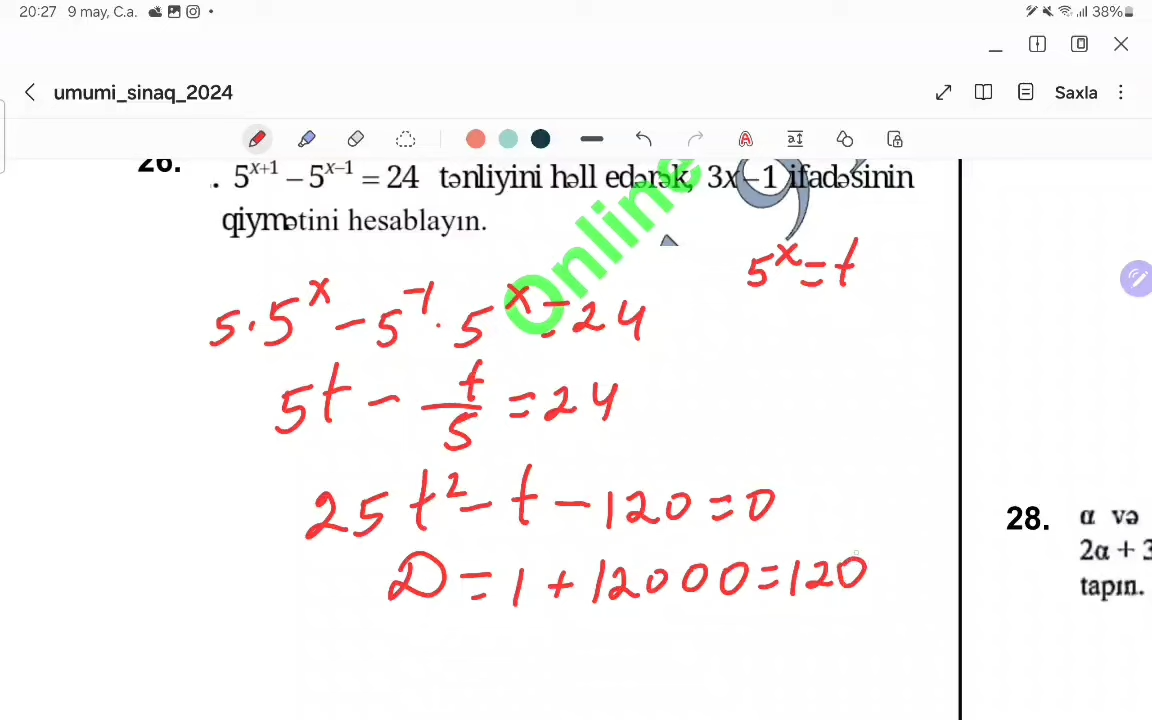 20:27 9 may, C.a. 38%
umumi_sinaq_2024 Saxla
26.
. 5^{x+1} − 5^{x−1} = 24 tənliyini həll edərək, 3x−1 ifadəsinin
qiymətini hesablayın.
Online
5^x = t
5·5^x − 5^{-1}·5^x = 24
5t − t/5 = 24
25t² − t − 120 = 0
D = 1 + 12000 = 120
28. α və
2α + 3
tapın.